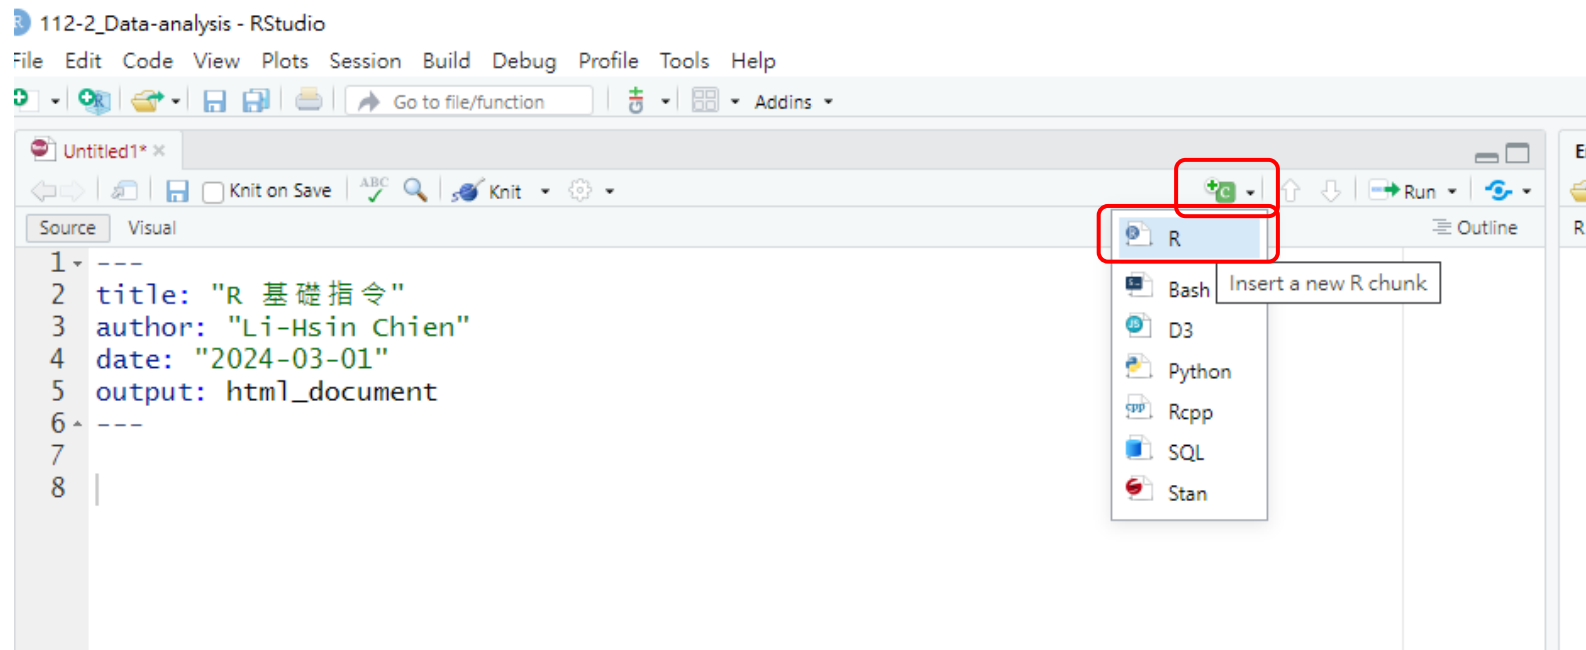 112-2_Data-analysis - RStudio
File Edit Code View Plots Session Build Debug Profile Tools Help
Go to file/function Addins
Untitled1*
Knit on Save ABC Knit Run
Source Visual Outline R
1 ---
2 title: "R 基礎指令"
3 author: "Li-Hsin Chien"
4 date: "2024-03-01"
5 output: html_document
6 ---
7
8
R
Insert a new R chunk
Bash
D3
Python
Rcpp
SQL
Stan